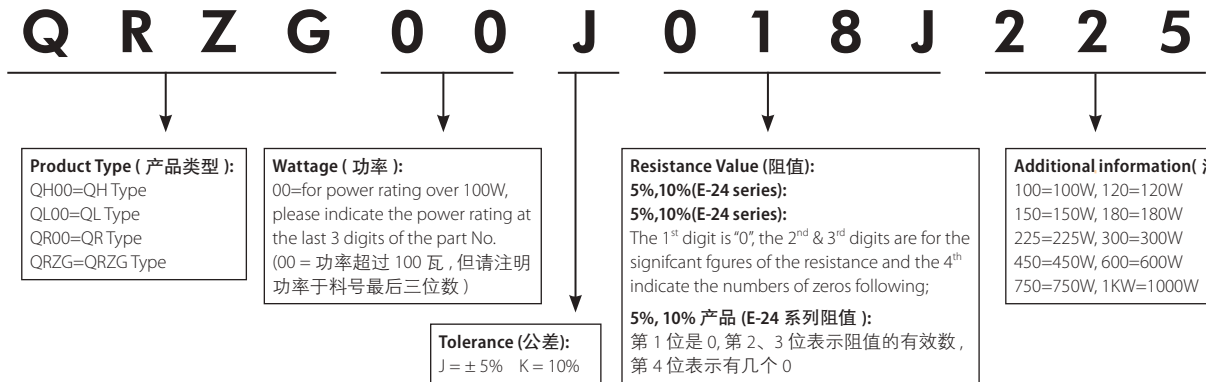 QRZG00J018J225
Product Type ( 产品类型 ):
QH00=QH Type
QL00=QL Type
QR00=QR Type
QRZG=QRZG Type
Wattage ( 功率 ):
00=for power rating over 100W,
please indicate the power rating at
the last 3 digits of the part No.
(00 = 功率超过 100 瓦 , 但请注明
功率于料号最后三位数 )
Tolerance (公差):
J = ± 5% K = 10%
Resistance Value (阻值):
5%,10%(E-24 series):
5%,10%(E-24 series):
The 1st digit is "0", the 2nd & 3rd digits are for the
signifcant fgures of the resistance and the 4th
indicate the numbers of zeros following;
5%, 10% 产品 (E-24 系列阻值 ):
第 1 位是 0, 第 2、3 位表示阻值的有效数 ,
第 4 位表示有几个 0
Additional information(
100=100W, 120=120W
150=150W, 180=180W
225=225W, 300=300W
450=450W, 600=600W
750=750W, 1KW=1000W